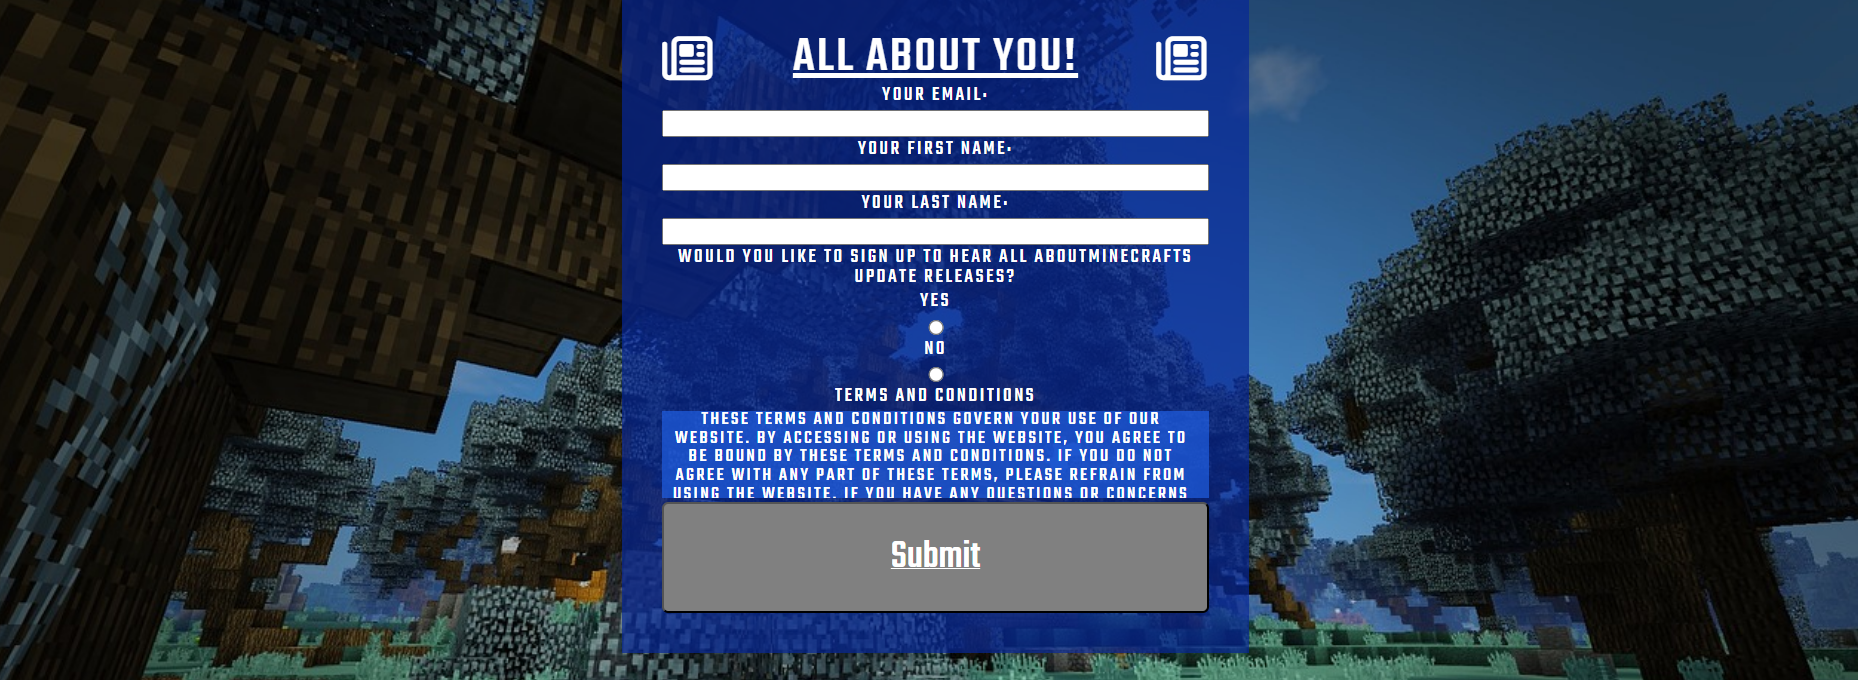 ALL ABOUT YOU!
YOUR EMAIL:
YOUR FIRST NAME:
YOUR LAST NAME:
WOULD YOU LIKE TO SIGN UP TO HEAR ALL ABOUTMINECRAFTS
UPDATE RELEASES?
YES
NO
TERMS AND CONDITIONS
THESE TERMS AND CONDITIONS GOVERN YOUR USE OF OUR
WEBSITE. BY ACCESSING OR USING THE WEBSITE, YOU AGREE TO
BE BOUND BY THESE TERMS AND CONDITIONS. IF YOU DO NOT
AGREE WITH ANY PART OF THESE TERMS, PLEASE REFRAIN FROM
USING THE WEBSITE. IF YOU HAVE ANY QUESTIONS OR CONCERNS
Submit